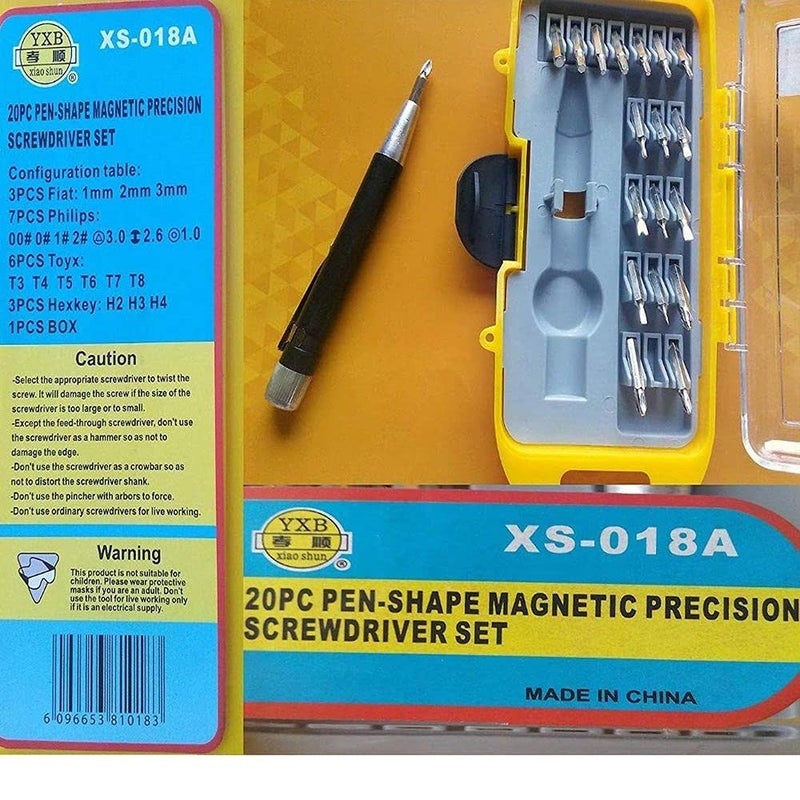 YXB
孝 顺
xiao shun
®
XS-018A
20PC PEN-SHAPE MAGNETIC PRECISION
SCREWDRIVER SET
Configuration table:
3PCS Fiat: 1mm 2mm 3mm
7PCS Philips:
00# 0# 1# 2# 3.0 2.6 1.0
6PCS Toyx:
T3 T4 T5 T6 T7 T8
3PCS Hexkey: H2 H3 H4
1PCS BOX
Caution
-Select the appropriate screwdriver to twist the
screw. It will damage the screw if the size of the
screwdriver is too large or to small.
-Except the feed-through screwdriver, don't use
the screwdriver as a hammer so as not to
damage the edge.
-Don't use the screwdriver as a crowbar so as
not to distort the screwdriver shank.
-Don't use the pincher with arbors to force.
-Don't use ordinary screwdrivers for live working.
Warning
This product is not suitable for
children. Please wear protective
masks if you are an adult. Don't
use the tool for live working only
if it is an electrical supply.
6 096653 810183
YXB
孝 顺
xiao shun
®
XS-018A
20PC PEN-SHAPE MAGNETIC PRECISION
SCREWDRIVER SET
MADE IN CHINA